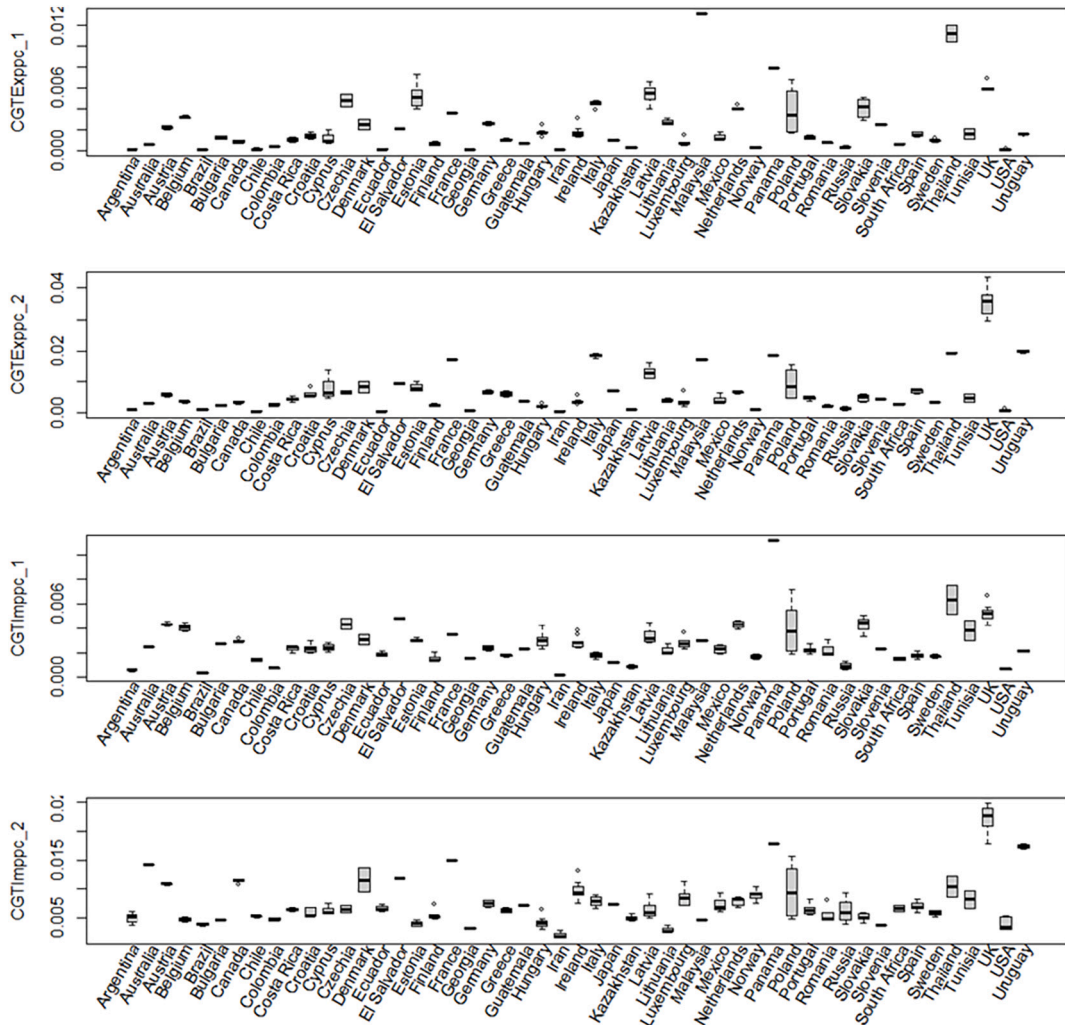 CGTExppc_1
0.012
0.006
0.000
Argentina Australia Austria Belgium Brazil Bulgaria Canada Chile Colombia Costa Rica Croatia Cyprus Czechia Denmark Ecuador El Salvador Estonia Finland France Georgia Germany Greece Guatemala Hungary Iran Ireland Italy Japan Kazakhstan Latvia Lithuania Luxembourg Malaysia Mexico Netherlands Norway Panama Poland Portugal Romania Russia Slovakia Slovenia South Africa Spain Sweden Thailand Tunisia UK USA Uruguay
CGTExppc_2
0.04
0.02
0.00
Argentina Australia Austria Belgium Brazil Bulgaria Canada Chile Colombia Costa Rica Croatia Cyprus Czechia Denmark Ecuador El Salvador Estonia Finland France Georgia Germany Greece Guatemala Hungary Iran Ireland Italy Japan Kazakhstan Latvia Lithuania Luxembourg Malaysia Mexico Netherlands Norway Panama Poland Portugal Romania Russia Slovakia Slovenia South Africa Spain Sweden Thailand Tunisia UK USA Uruguay
CGTImppc_1
0.006
0.000
Argentina Australia Austria Belgium Brazil Bulgaria Canada Chile Colombia Costa Rica Croatia Cyprus Czechia Denmark Ecuador El Salvador Estonia Finland France Georgia Germany Greece Guatemala Hungary Iran Ireland Italy Japan Kazakhstan Latvia Lithuania Luxembourg Malaysia Mexico Netherlands Norway Panama Poland Portugal Romania Russia Slovakia Slovenia South Africa Spain Sweden Thailand Tunisia UK USA Uruguay
CGTImppc_2
0.015
0.005
Argentina Australia Austria Belgium Brazil Bulgaria Canada Chile Colombia Costa Rica Croatia Cyprus Czechia Denmark Ecuador El Salvador Estonia Finland France Georgia Germany Greece Guatemala Hungary Iran Ireland Italy Japan Kazakhstan Latvia Lithuania Luxembourg Malaysia Mexico Netherlands Norway Panama Poland Portugal Romania Russia Slovakia Slovenia South Africa Spain Sweden Thailand Tunisia UK USA Uruguay